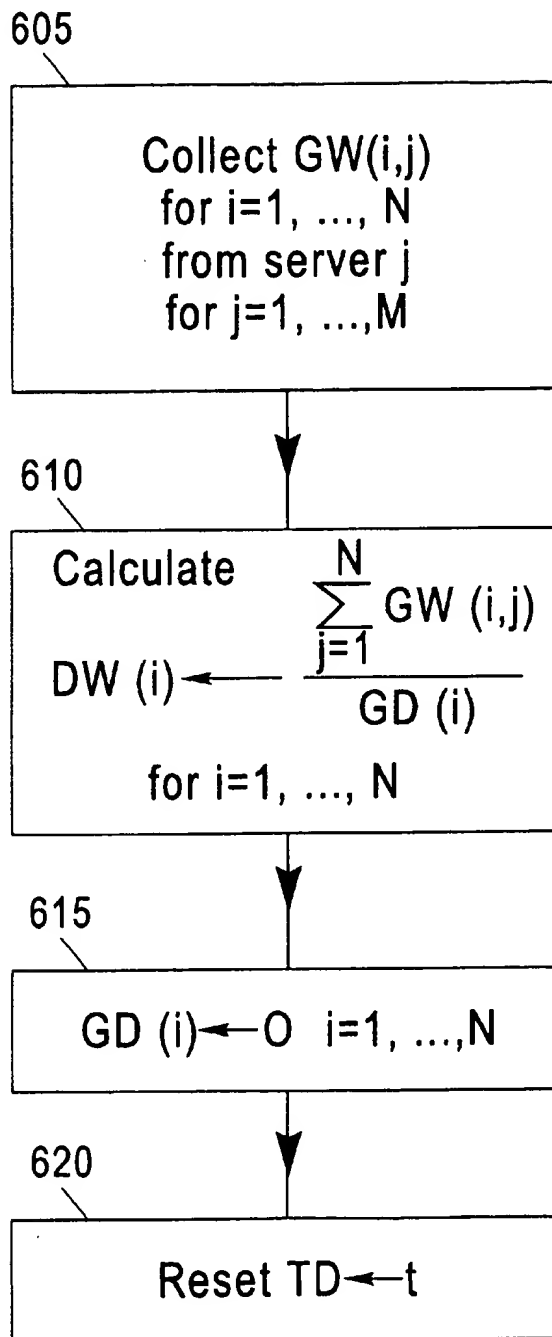 605
Collect GW(i,j)
for i=1, ..., N
from server j
for j=1, ...,M
610
Calculate
N
∑ GW (i,j)
j=1
DW (i)←
GD (i)
for i=1, ..., N
615
GD (i)←O i=1, ...,N
620
Reset TD←t